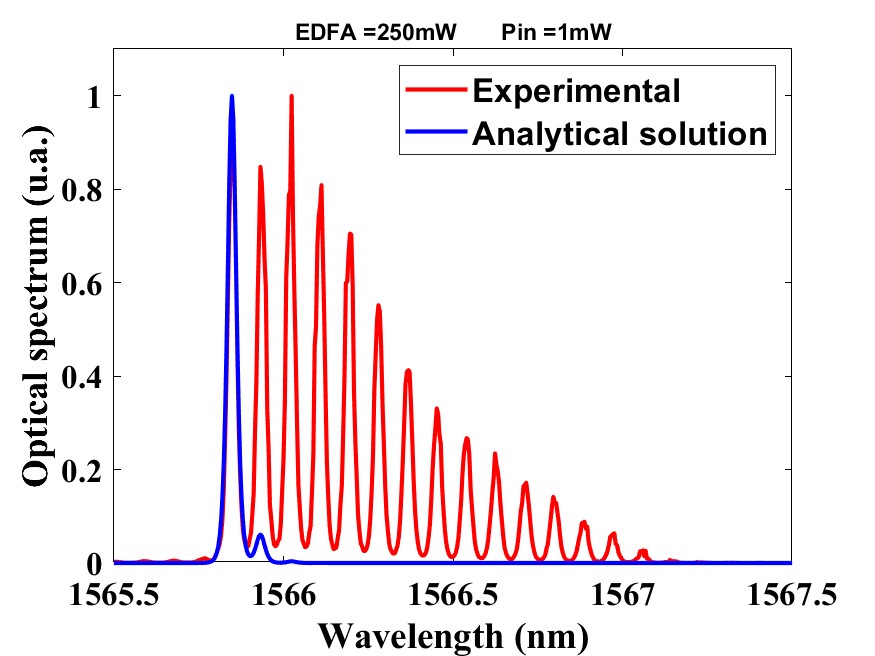 EDFA =250mW Pin =1mW
Experimental
Analytical solution
Optical spectrum (u.a.)
1
0.8
0.6
0.4
0.2
0
1565.5 1566 1566.5 1567 1567.5
Wavelength (nm)